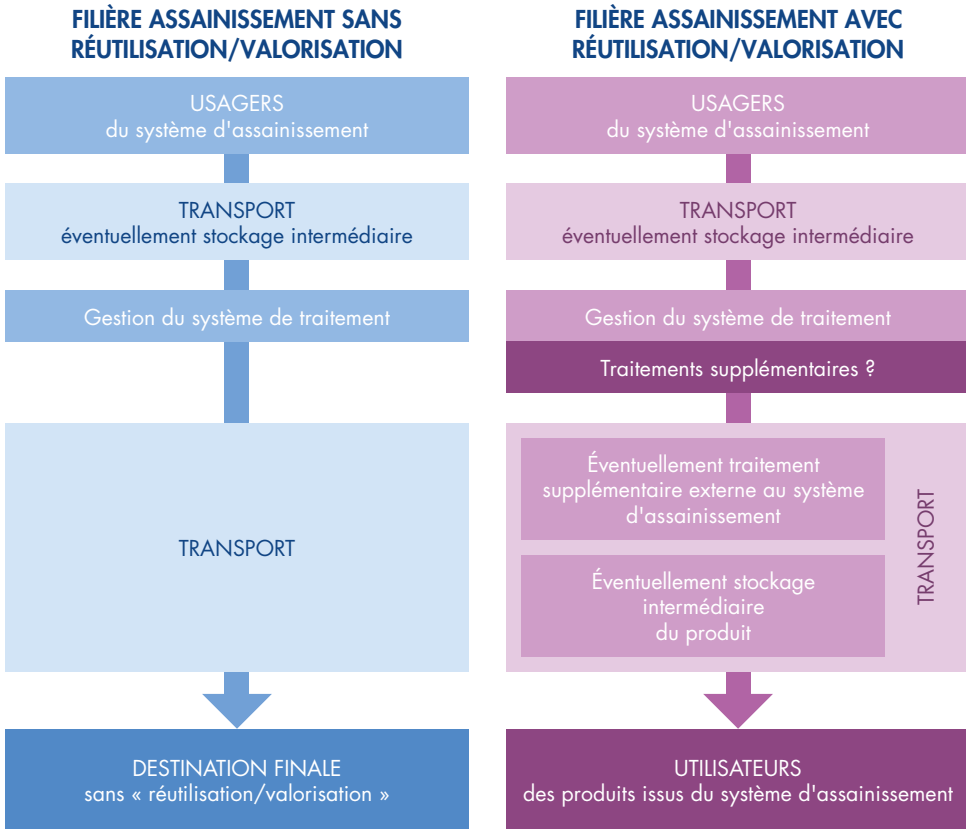 FILIÈRE ASSAINISSEMENT SANS
RÉUTILISATION/VALORISATION
USAGERS
du système d'assainissement
TRANSPORT
éventuellement stockage intermédiaire
Gestion du système de traitement
TRANSPORT
DESTINATION FINALE
sans « réutilisation/valorisation »
FILIÈRE ASSAINISSEMENT AVEC
RÉUTILISATION/VALORISATION
USAGERS
du système d'assainissement
TRANSPORT
éventuellement stockage intermédiaire
Gestion du système de traitement
Traitements supplémentaires ?
Éventuellement traitement
supplémentaire externe au système
d'assainissement
Éventuellement stockage
intermédiaire
du produit
TRANSPORT
UTILISATEURS
des produits issus du système d'assainissement